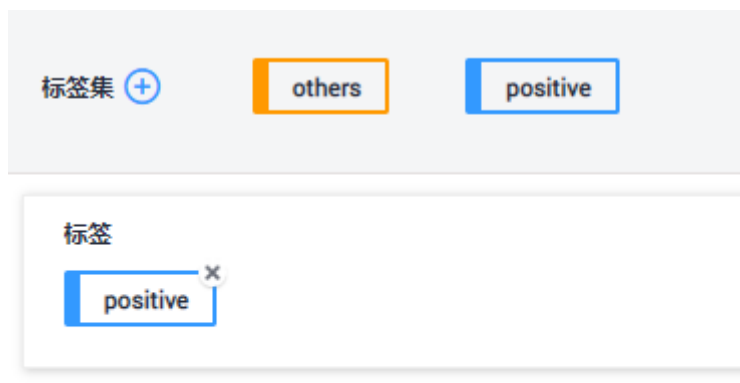 标签集 others positive
标签
positive